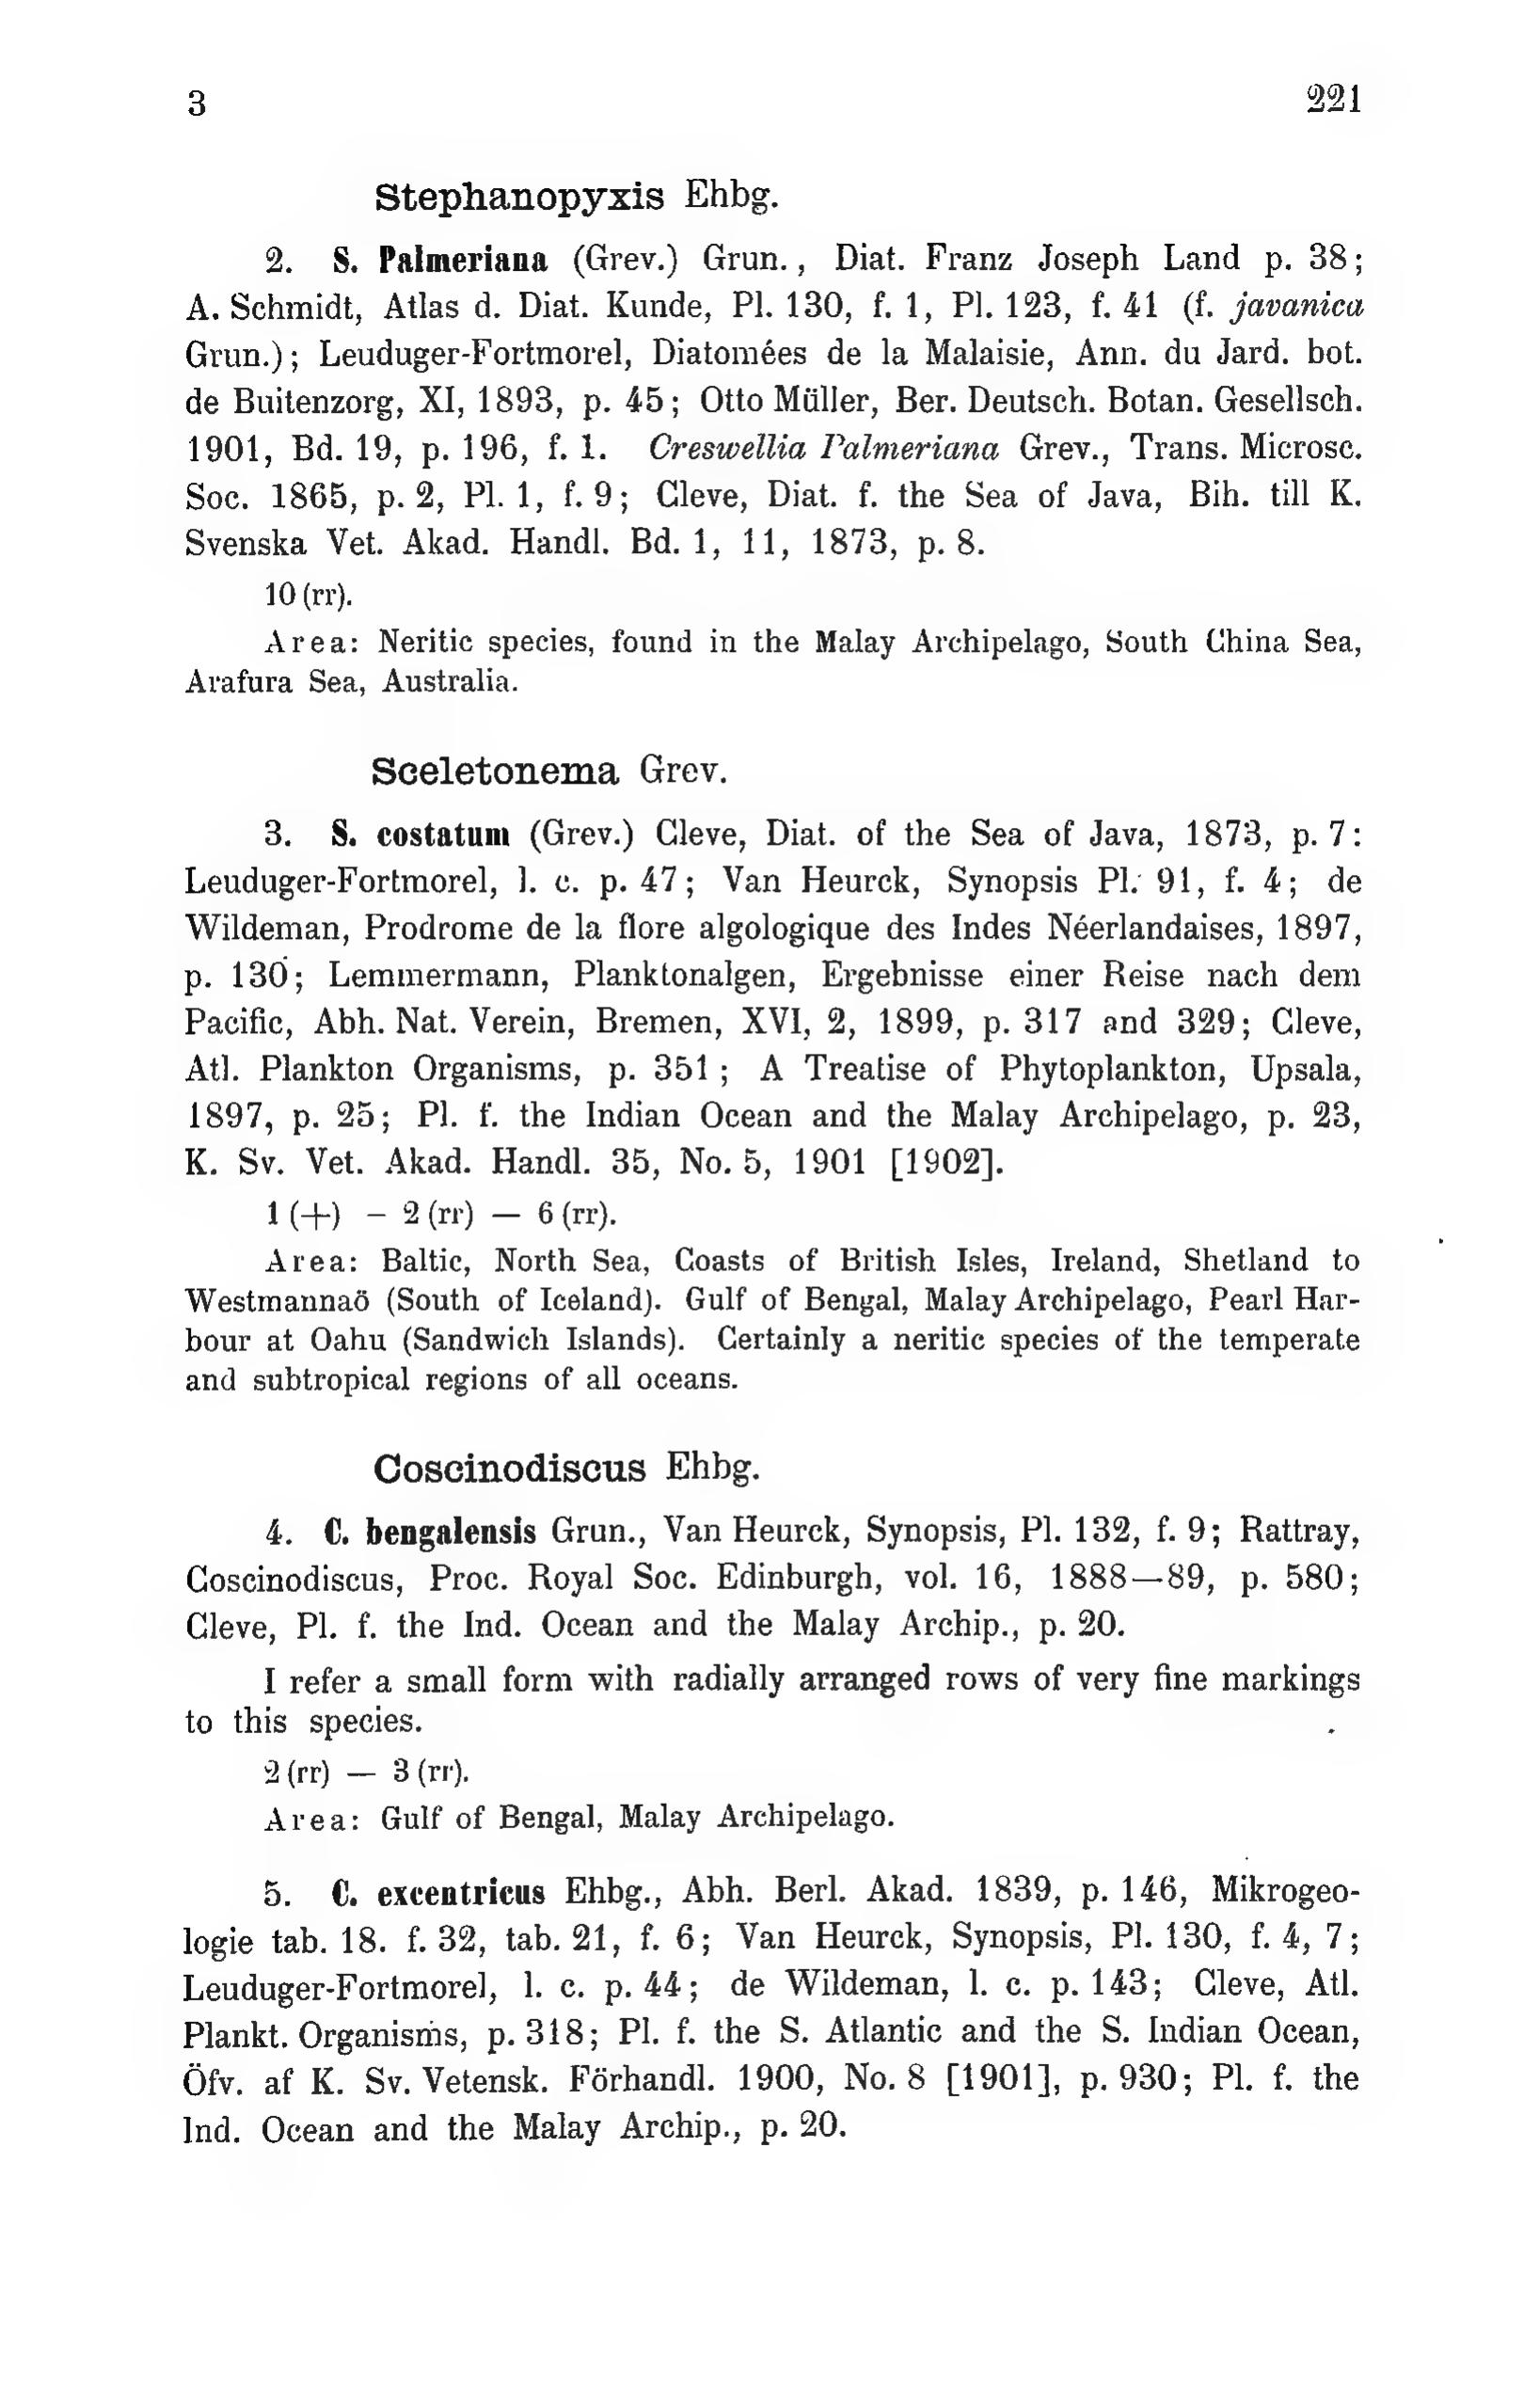 3 221
Stephanopyxis Ehbg.
2. S. Palmeriana (Grev.) Grun., Diat. Franz Joseph Land p. 38;
A. Schmidt, Atlas d. Diat. Kunde, Pl. 130, f. 1, Pl. 123, f. 41 (f. javanica
Grun.); Leuduger-Fortmorel, Diatomées de la Malaisie, Ann. du Jard. bot.
de Buitenzorg, XI, 1893, p. 45; Otto Müller, Ber. Deutsch. Botan. Gesellsch.
1901, Bd. 19, p. 196, f. 1. Creswellia Palmeriana Grev., Trans. Microsc.
Soc. 1865, p. 2, Pl. 1, f. 9; Cleve, Diat. f. the Sea of Java, Bih. till K.
Svenska Vet. Akad. Handl. Bd. 1, 11, 1873, p. 8.
10 (rr).
Area: Neritic species, found in the Malay Archipelago, South China Sea,
Arafura Sea, Australia.
Sceletonema Grev.
3. S. costatum (Grev.) Cleve, Diat. of the Sea of Java, 1873, p. 7:
Leuduger-Fortmorel, l. c. p. 47; Van Heurck, Synopsis Pl. 91, f. 4; de
Wildeman, Prodrome de la flore algologique des Indes Néerlandaises, 1897,
p. 130; Lemmermann, Planktonalgen, Ergebnisse einer Reise nach dem
Pacific, Abh. Nat. Verein, Bremen, XVI, 2, 1899, p. 317 and 329; Cleve,
Atl. Plankton Organisms, p. 351; A Treatise of Phytoplankton, Upsala,
1897, p. 25; Pl. f. the Indian Ocean and the Malay Archipelago, p. 23,
K. Sv. Vet. Akad. Handl. 35, No. 5, 1901 [1902].
1 (+) — 2 (rr) — 6 (rr).
Area: Baltic, North Sea, Coasts of British Isles, Ireland, Shetland to
Westmannaö (South of Iceland). Gulf of Bengal, Malay Archipelago, Pearl Har-
bour at Oahu (Sandwich Islands). Certainly a neritic species of the temperate
and subtropical regions of all oceans.
Coscinodiscus Ehbg.
4. C. bengalensis Grun., Van Heurck, Synopsis, Pl. 132, f. 9; Rattray,
Coscinodiscus, Proc. Royal Soc. Edinburgh, vol. 16, 1888—89, p. 580;
Cleve, Pl. f. the Ind. Ocean and the Malay Archip., p. 20.
I refer a small form with radially arranged rows of very fine markings
to this species.
2 (rr) — 3 (rr).
Area: Gulf of Bengal, Malay Archipelago.
5. C. excentricus Ehbg., Abh. Berl. Akad. 1839, p. 146, Mikrogeo-
logie tab. 18. f. 32, tab. 21, f. 6; Van Heurck, Synopsis, Pl. 130, f. 4, 7;
Leuduger-Fortmorel, l. c. p. 44; de Wildeman, l. c. p. 143; Cleve, Atl.
Plankt. Organisms, p. 318; Pl. f. the S. Atlantic and the S. Indian Ocean,
Öfv. af K. Sv. Vetensk. Förhandl. 1900, No. 8 [1901], p. 930; Pl. f. the
Ind. Ocean and the Malay Archip., p. 20.